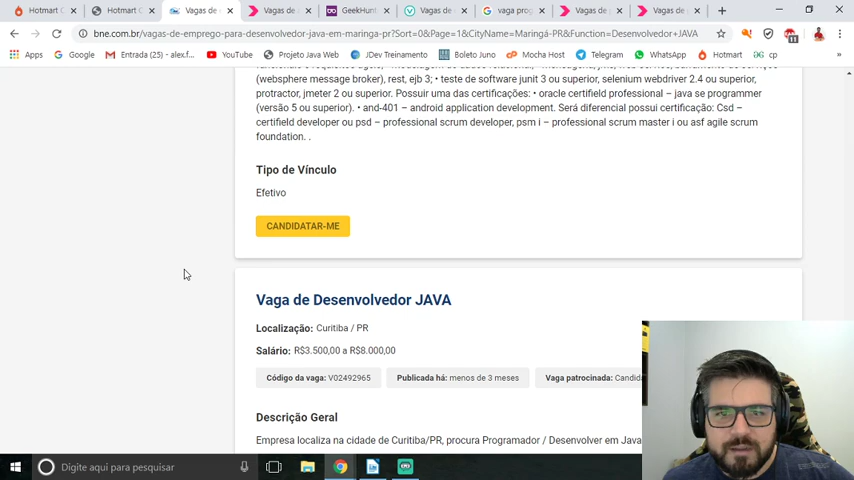 Hotmart C
Hotmart C
Vagas de
Vagas de
GeekHunt
Vagas de
vaga prog
Vagas de
Vagas de
bne.com.br/vagas-de-emprego-para-desenvolvedor-java-em-maringa-pr?Sort=0&Page=1&CityName=Maringá-PR&Function=Desenvolvedor+JAVA
Apps Google Entrada (25) - alex.f... YouTube Projeto Java Web JDev Treinamento Boleto Juno Mocha Host Telegram WhatsApp Hotmart cp
(websphere message broker), rest, ejb 3; • teste de software junit 3 ou superior, selenium webdriver 2.4 ou superior,
protractor, jmeter 2 ou superior. Possuir uma das certificações: • oracle certifield professional – java se programmer
(versão 5 ou superior). • and-401 – android application development. Será diferencial possui certificação: Csd –
certifield developer ou psd – professional scrum developer, psm i – professional scrum master i ou asf agile scrum
foundation. .
Tipo de Vínculo
Efetivo
CANDIDATAR-ME
Vaga de Desenvolvedor JAVA
Localização: Curitiba / PR
Salário: R$3.500,00 a R$8.000,00
Código da vaga: V02492965 Publicada há: menos de 3 meses Vaga patrocinada: Candid
Descrição Geral
Empresa localiza na cidade de Curitiba/PR, procura Programador / Desenvolver em Java
Digite aqui para pesquisar